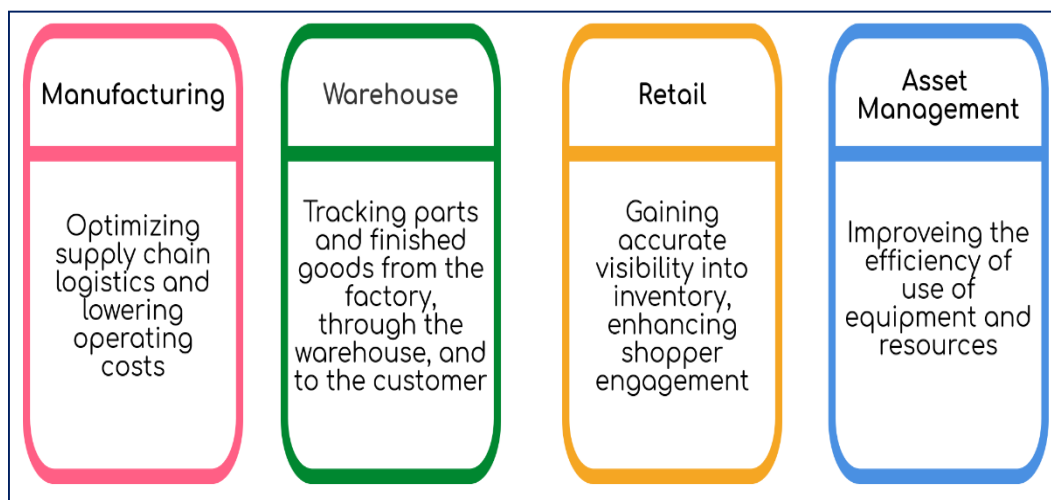 Manufacturing
Optimizing
supply chain
logistics and
lowering
operating
costs
Warehouse
Tracking parts
and finished
goods from the
factory,
through the
warehouse, and
to the customer
Retail
Gaining
accurate
visibility into
inventory,
enhancing
shopper
engagement
Asset
Management
Improveing the
efficiency of
use of
equipment and
resources